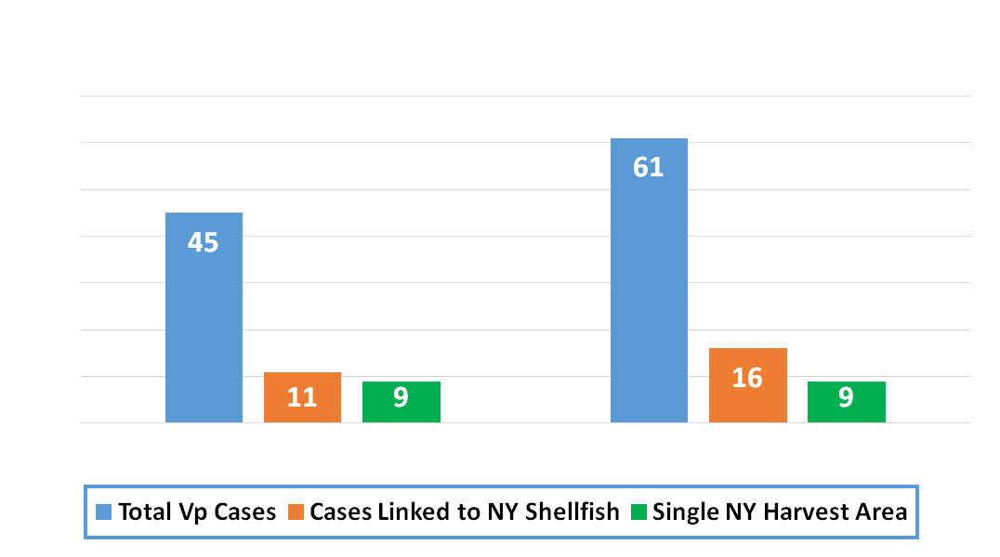 61
45
16
11
9
9
Total Vp Cases
Cases Linked to NY Shellfish
Single NY Harvest Area